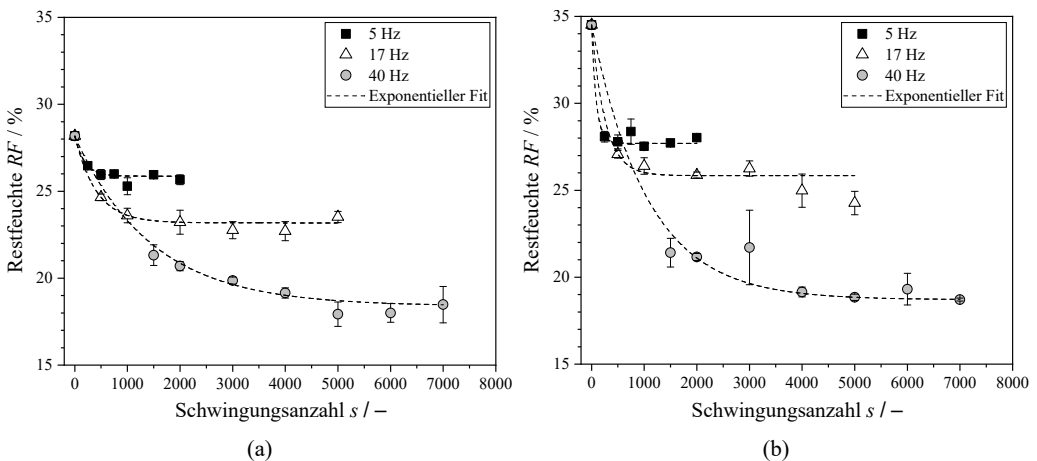 35
30
25
20
15
Restfeuchte RF / %
5 Hz
17 Hz
40 Hz
Exponentieller Fit
0 1000 2000 3000 4000 5000 6000 7000 8000
Schwingungsanzahl s / –
(a)
35
30
25
20
15
Restfeuchte RF / %
5 Hz
17 Hz
40 Hz
Exponentieller Fit
0 1000 2000 3000 4000 5000 6000 7000 8000
Schwingungsanzahl s / –
(b)